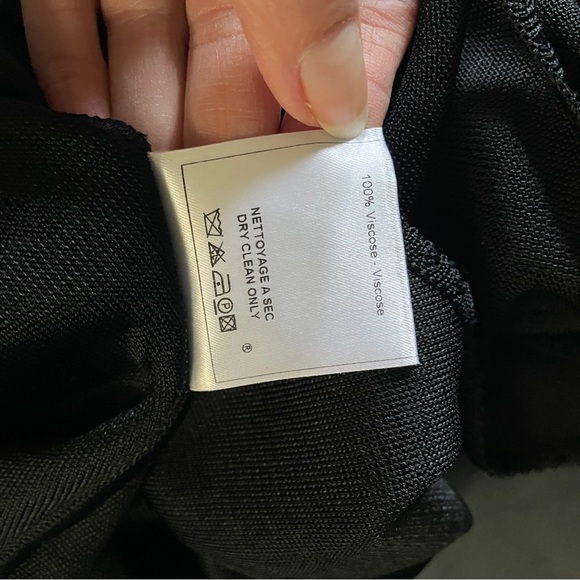 100% Viscose - Viscose
NETTOYAGE A SEC
DRY CLEAN ONLY
P
®